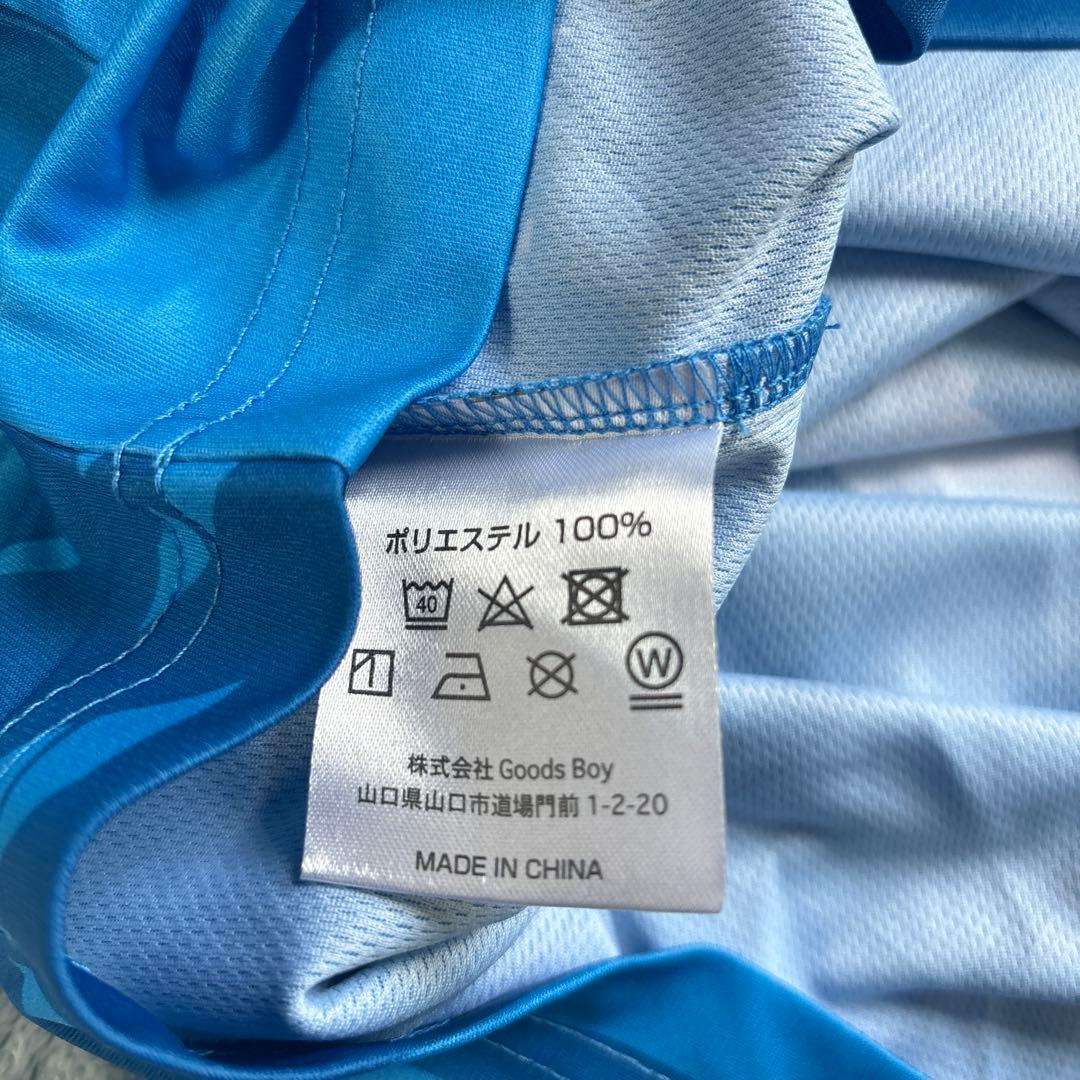 ポリエステル 100%
40
W
株式会社 Goods Boy
山口県山口市道場門前 1-2-20
MADE IN CHINA